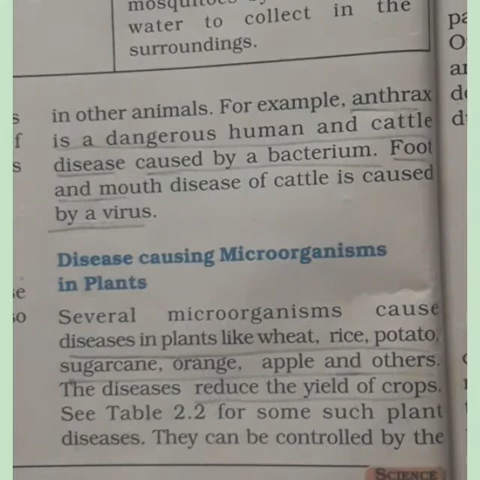 mosquitoes
water to collect in the
surroundings.
in other animals. For example, anthrax
is a dangerous human and cattle
disease caused by a bacterium. Foot
and mouth disease of cattle is caused
by a virus.
Disease causing Microorganisms
in Plants
Several microorganisms cause
diseases in plants like wheat, rice, potato,
sugarcane, orange, apple and others.
The diseases reduce the yield of crops.
See Table 2.2 for some such plant
diseases. They can be controlled by the
SCIENCE